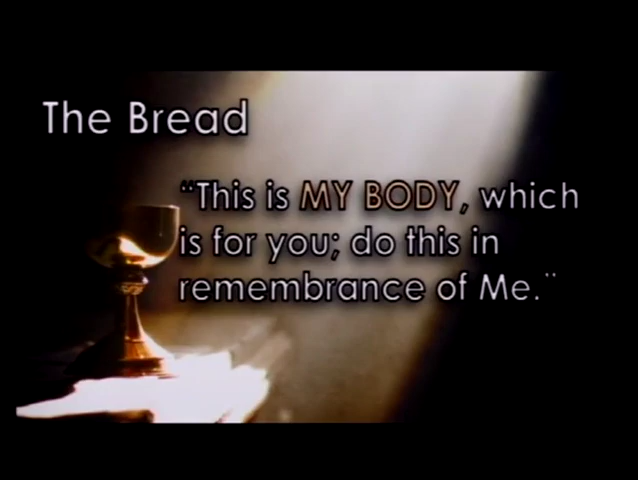 The Bread
"This is MY BODY, which
is for you; do this in
remembrance of Me."